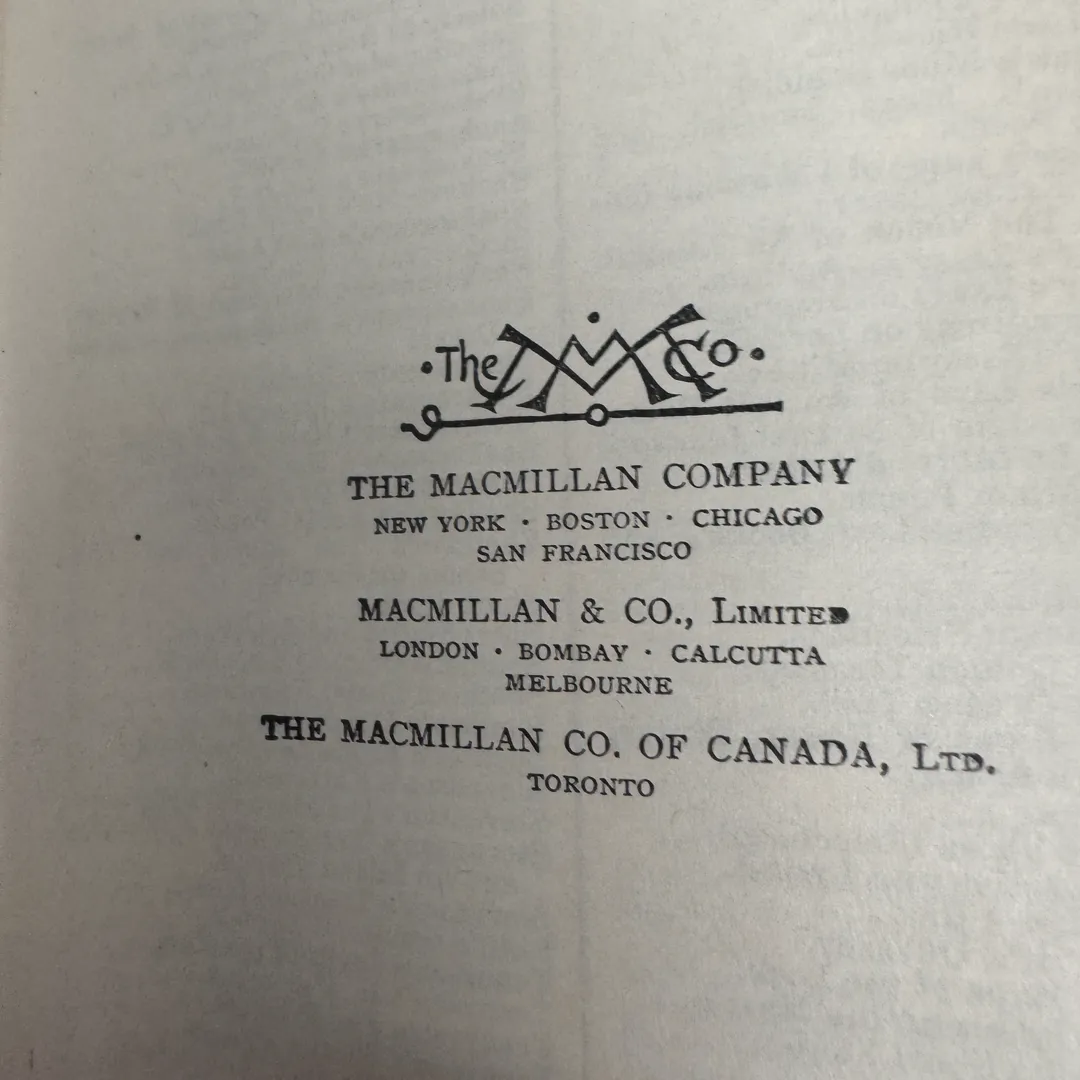 ·The MM Co·
THE MACMILLAN COMPANY
NEW YORK · BOSTON · CHICAGO
SAN FRANCISCO
MACMILLAN & CO., LIMITED
LONDON · BOMBAY · CALCUTTA
MELBOURNE
THE MACMILLAN CO. OF CANADA, LTD.
TORONTO